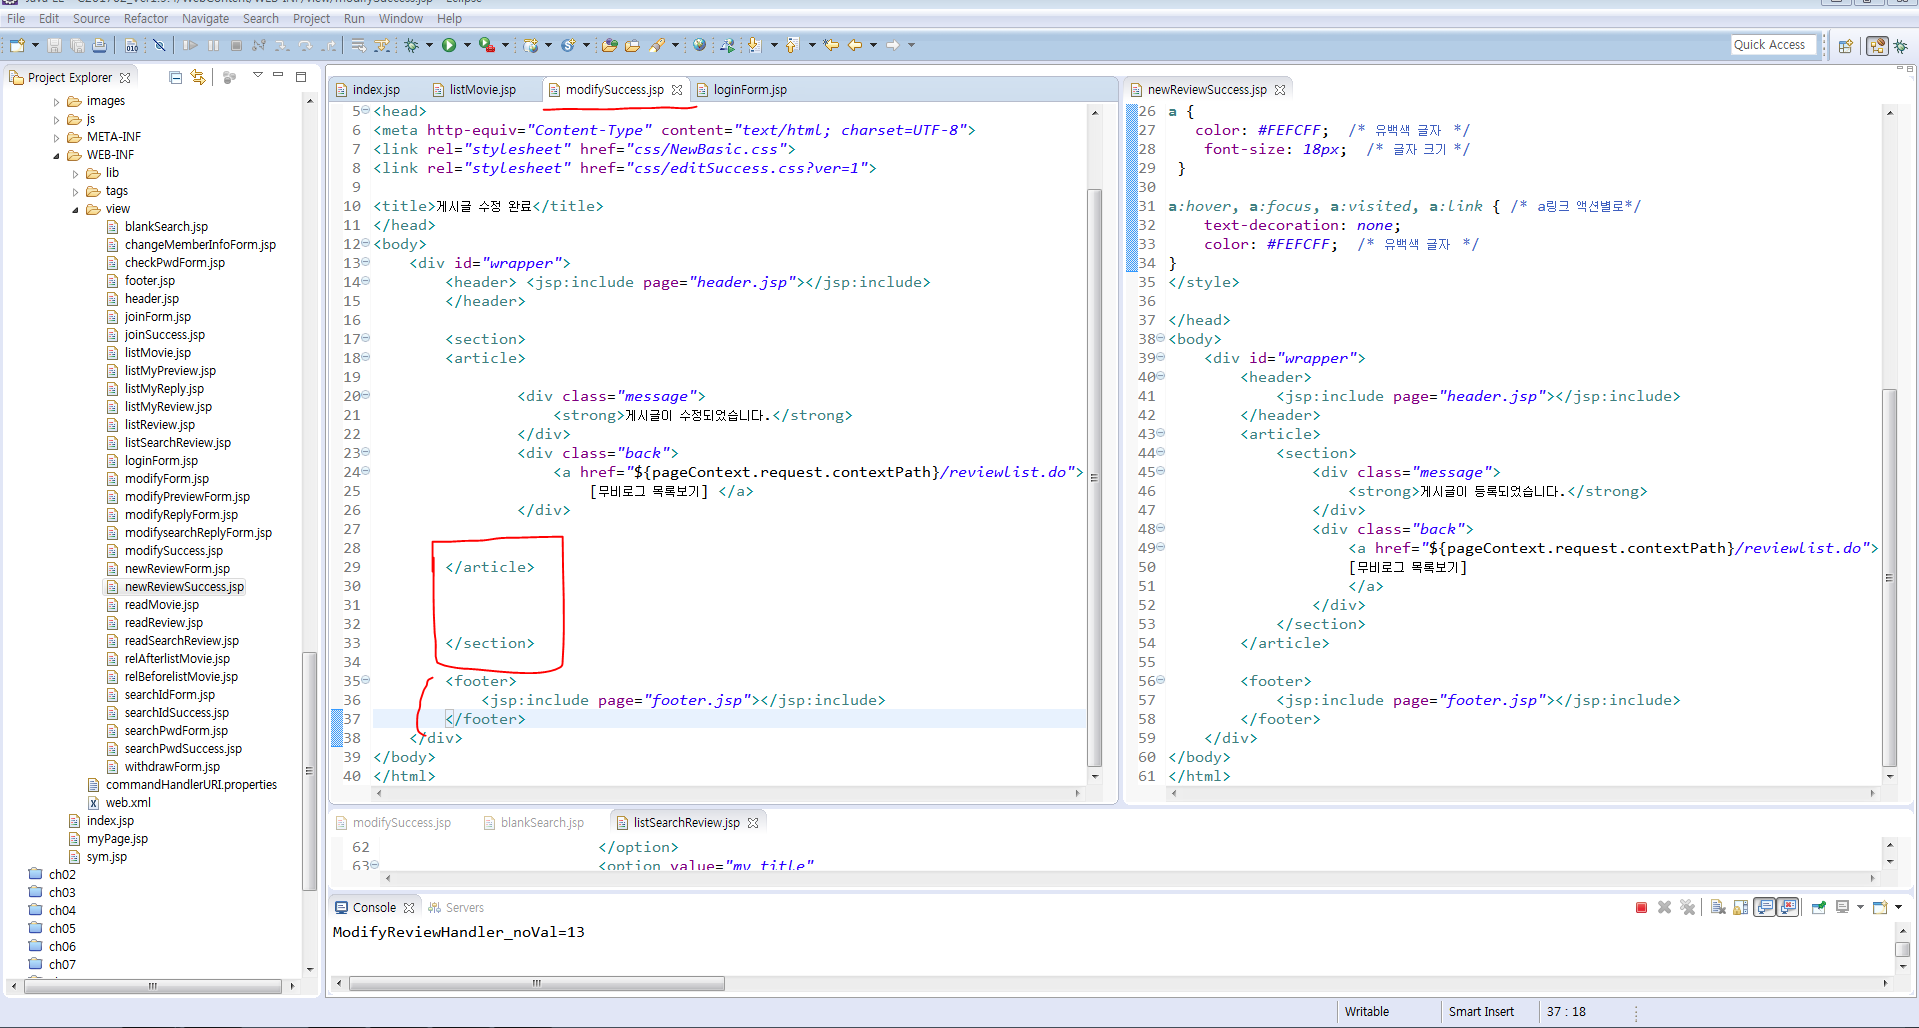 File Edit Source Refactor Navigate Search Project Run Window Help
Quick Access
Project Explorer
images
js
META-INF
WEB-INF
lib
tags
view
blankSearch.jsp
changeMemberInfoForm.jsp
checkPwdForm.jsp
footer.jsp
header.jsp
joinForm.jsp
joinSuccess.jsp
listMovie.jsp
listMyPreview.jsp
listMyReply.jsp
listMyReview.jsp
listReview.jsp
listSearchReview.jsp
loginForm.jsp
modifyForm.jsp
modifyPreviewForm.jsp
modifyReplyForm.jsp
modifysearchReplyForm.jsp
modifySuccess.jsp
newReviewForm.jsp
newReviewSuccess.jsp
readMovie.jsp
readReview.jsp
readSearchReview.jsp
relAfterlistMovie.jsp
relBeforelistMovie.jsp
searchIdForm.jsp
searchIdSuccess.jsp
searchPwdForm.jsp
searchPwdSuccess.jsp
withdrawForm.jsp
commandHandlerURI.properties
web.xml
index.jsp
myPage.jsp
sym.jsp
ch02
ch03
ch04
ch05
ch06
ch07
index.jsp listMovie.jsp modifySuccess.jsp loginForm.jsp
5 <head>
6 <meta http-equiv="Content-Type" content="text/html; charset=UTF-8">
7 <link rel="stylesheet" href="css/NewBasic.css">
8 <link rel="stylesheet" href="css/editSuccess.css?ver=1">
9
10 <title>게시글 수정 완료</title>
11 </head>
12 <body>
13 <div id="wrapper">
14 <header> <jsp:include page="header.jsp"></jsp:include>
15 </header>
16
17 <section>
18 <article>
19
20 <div class="message">
21 <strong>게시글이 수정되었습니다.</strong>
22 </div>
23 <div class="back">
24 <a href="${pageContext.request.contextPath}/reviewlist.do">
25 [무비로그 목록보기] </a>
26 </div>
27
28
29 </article>
30
31
32
33 </section>
34
35 <footer>
36 <jsp:include page="footer.jsp"></jsp:include>
37 </footer>
38 </div>
39 </body>
40 </html>
newReviewSuccess.jsp
26 a {
27 color: #FEFCFF; /* 유백색 글자 */
28 font-size: 18px; /* 글자 크기 */
29 }
30
31 a:hover, a:focus, a:visited, a:link { /* a링크 액션별로*/
32 text-decoration: none;
33 color: #FEFCFF; /* 유백색 글자 */
34 }
35 </style>
36
37 </head>
38 <body>
39 <div id="wrapper">
40 <header>
41 <jsp:include page="header.jsp"></jsp:include>
42 </header>
43 <article>
44 <section>
45 <div class="message">
46 <strong>게시글이 등록되었습니다.</strong>
47 </div>
48 <div class="back">
49 <a href="${pageContext.request.contextPath}/reviewlist.do">
50 [무비로그 목록보기]
51 </a>
52 </div>
53 </section>
54 </article>
55
56 <footer>
57 <jsp:include page="footer.jsp"></jsp:include>
58 </footer>
59 </div>
60 </body>
61 </html>
modifySuccess.jsp blankSearch.jsp listSearchReview.jsp
62 </option>
63 <option value="my_title"
Console Servers
ModifyReviewHandler_noVal=13
Writable Smart Insert 37 : 18